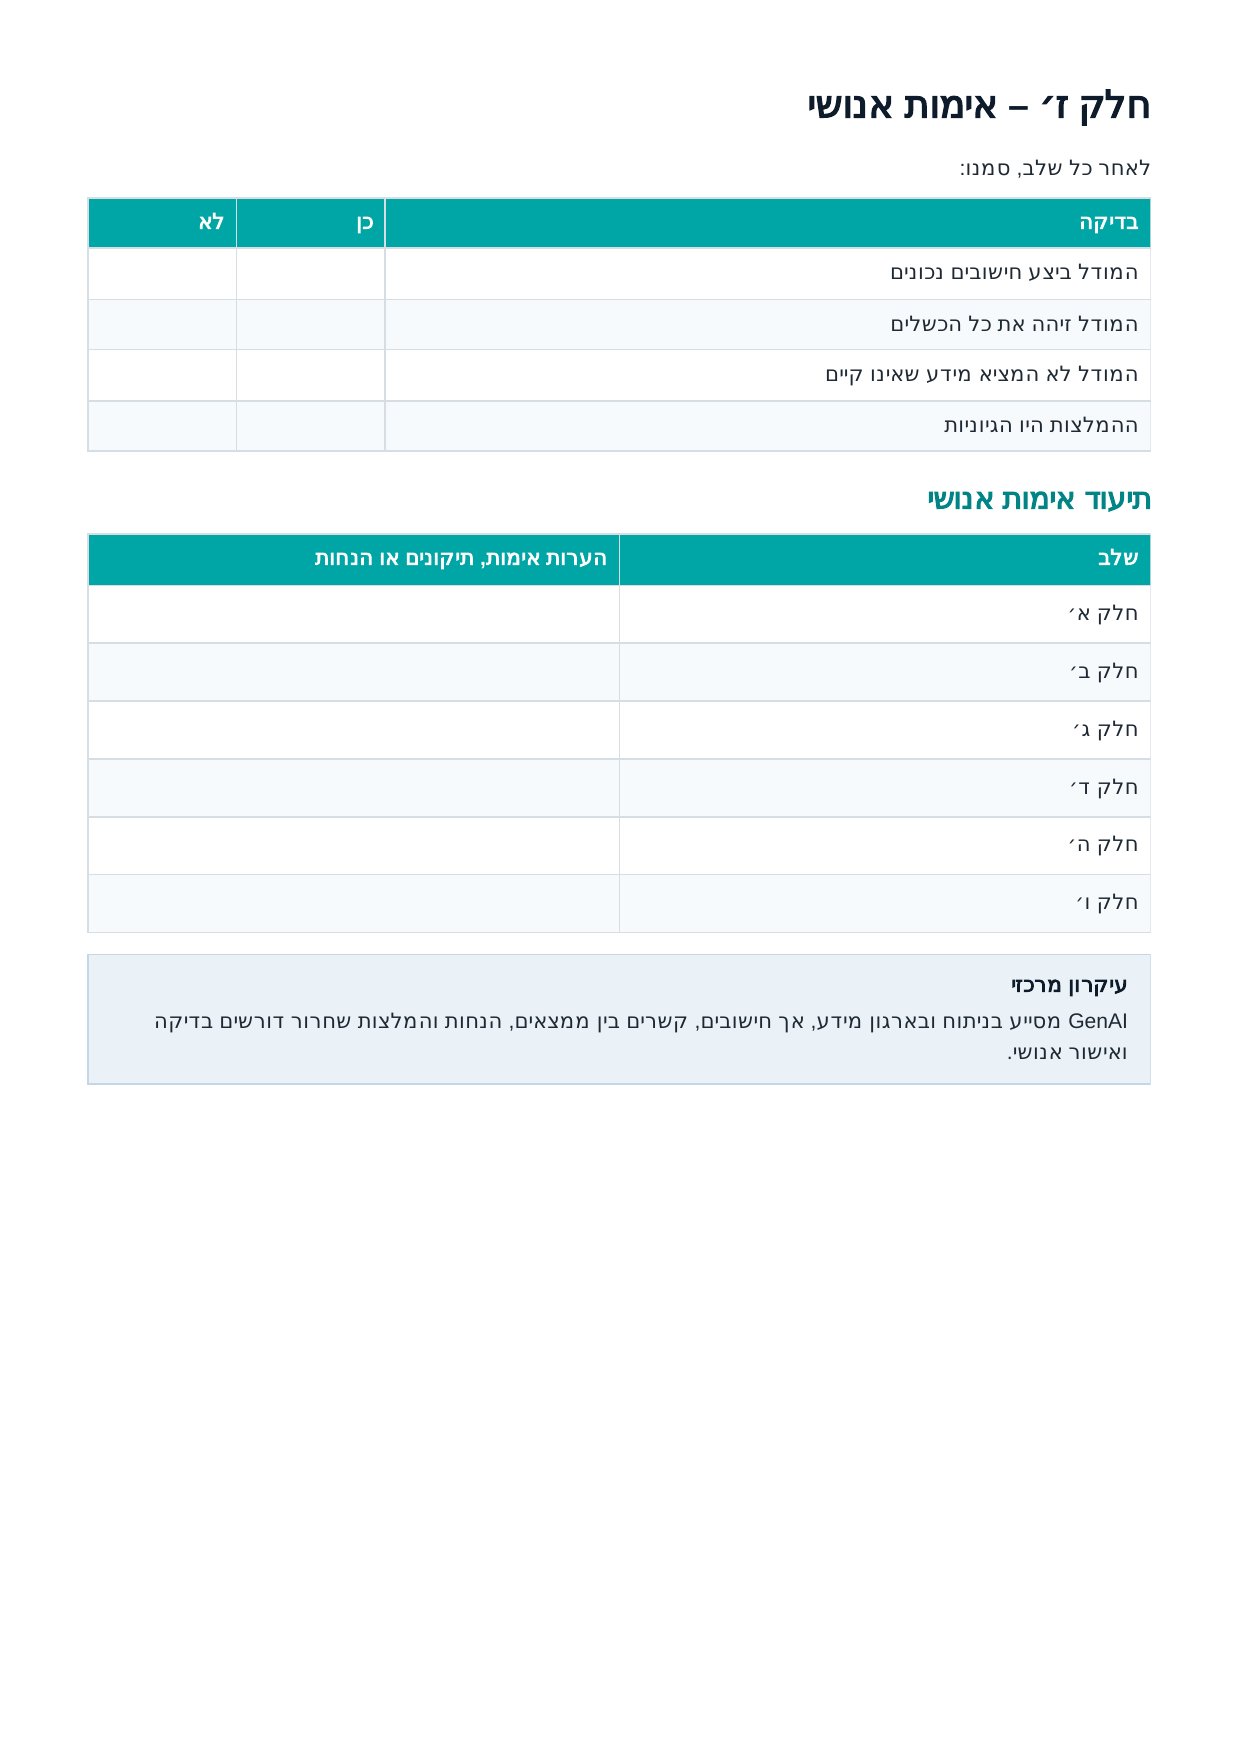 חלק ז׳ – אימות אנושי
לאחר כל שלב, סמנו:
בדיקה כן לא
המודל ביצע חישובים נכונים
המודל זיהה את כל הכשלים
המודל לא המציא מידע שאינו קיים
ההמלצות היו הגיוניות
תיעוד אימות אנושי
שלב הערות אימות, תיקונים או הנחות
חלק א׳
חלק ב׳
חלק ג׳
חלק ד׳
חלק ה׳
חלק ו׳
עיקרון מרכזי
GenAI מסייע בניתוח ובארגון מידע, אך חישובים, קשרים בין ממצאים, הנחות והמלצות שחרור דורשים בדיקה
ואישור אנושי.